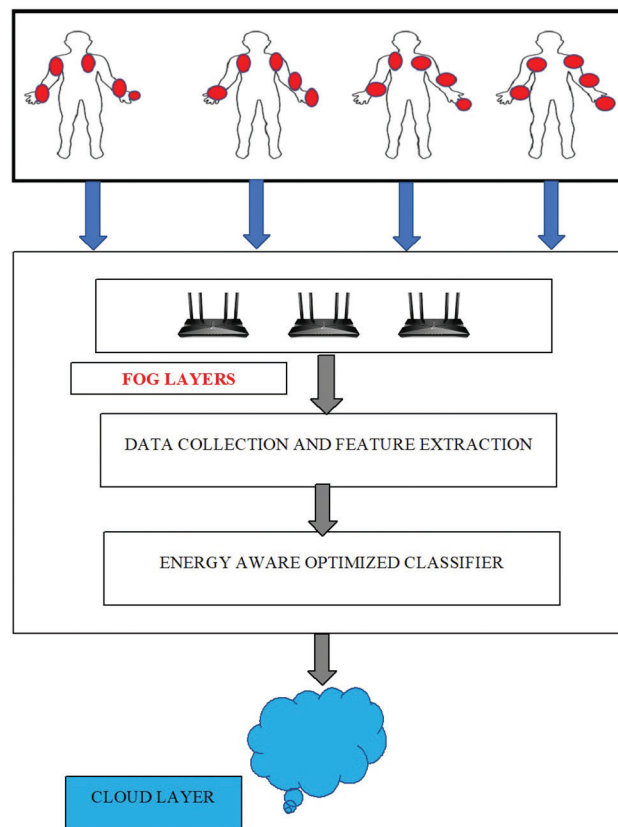 FOG LAYERS
DATA COLLECTION AND FEATURE EXTRACTION
ENERGY AWARE OPTIMIZED CLASSIFIER
CLOUD LAYER